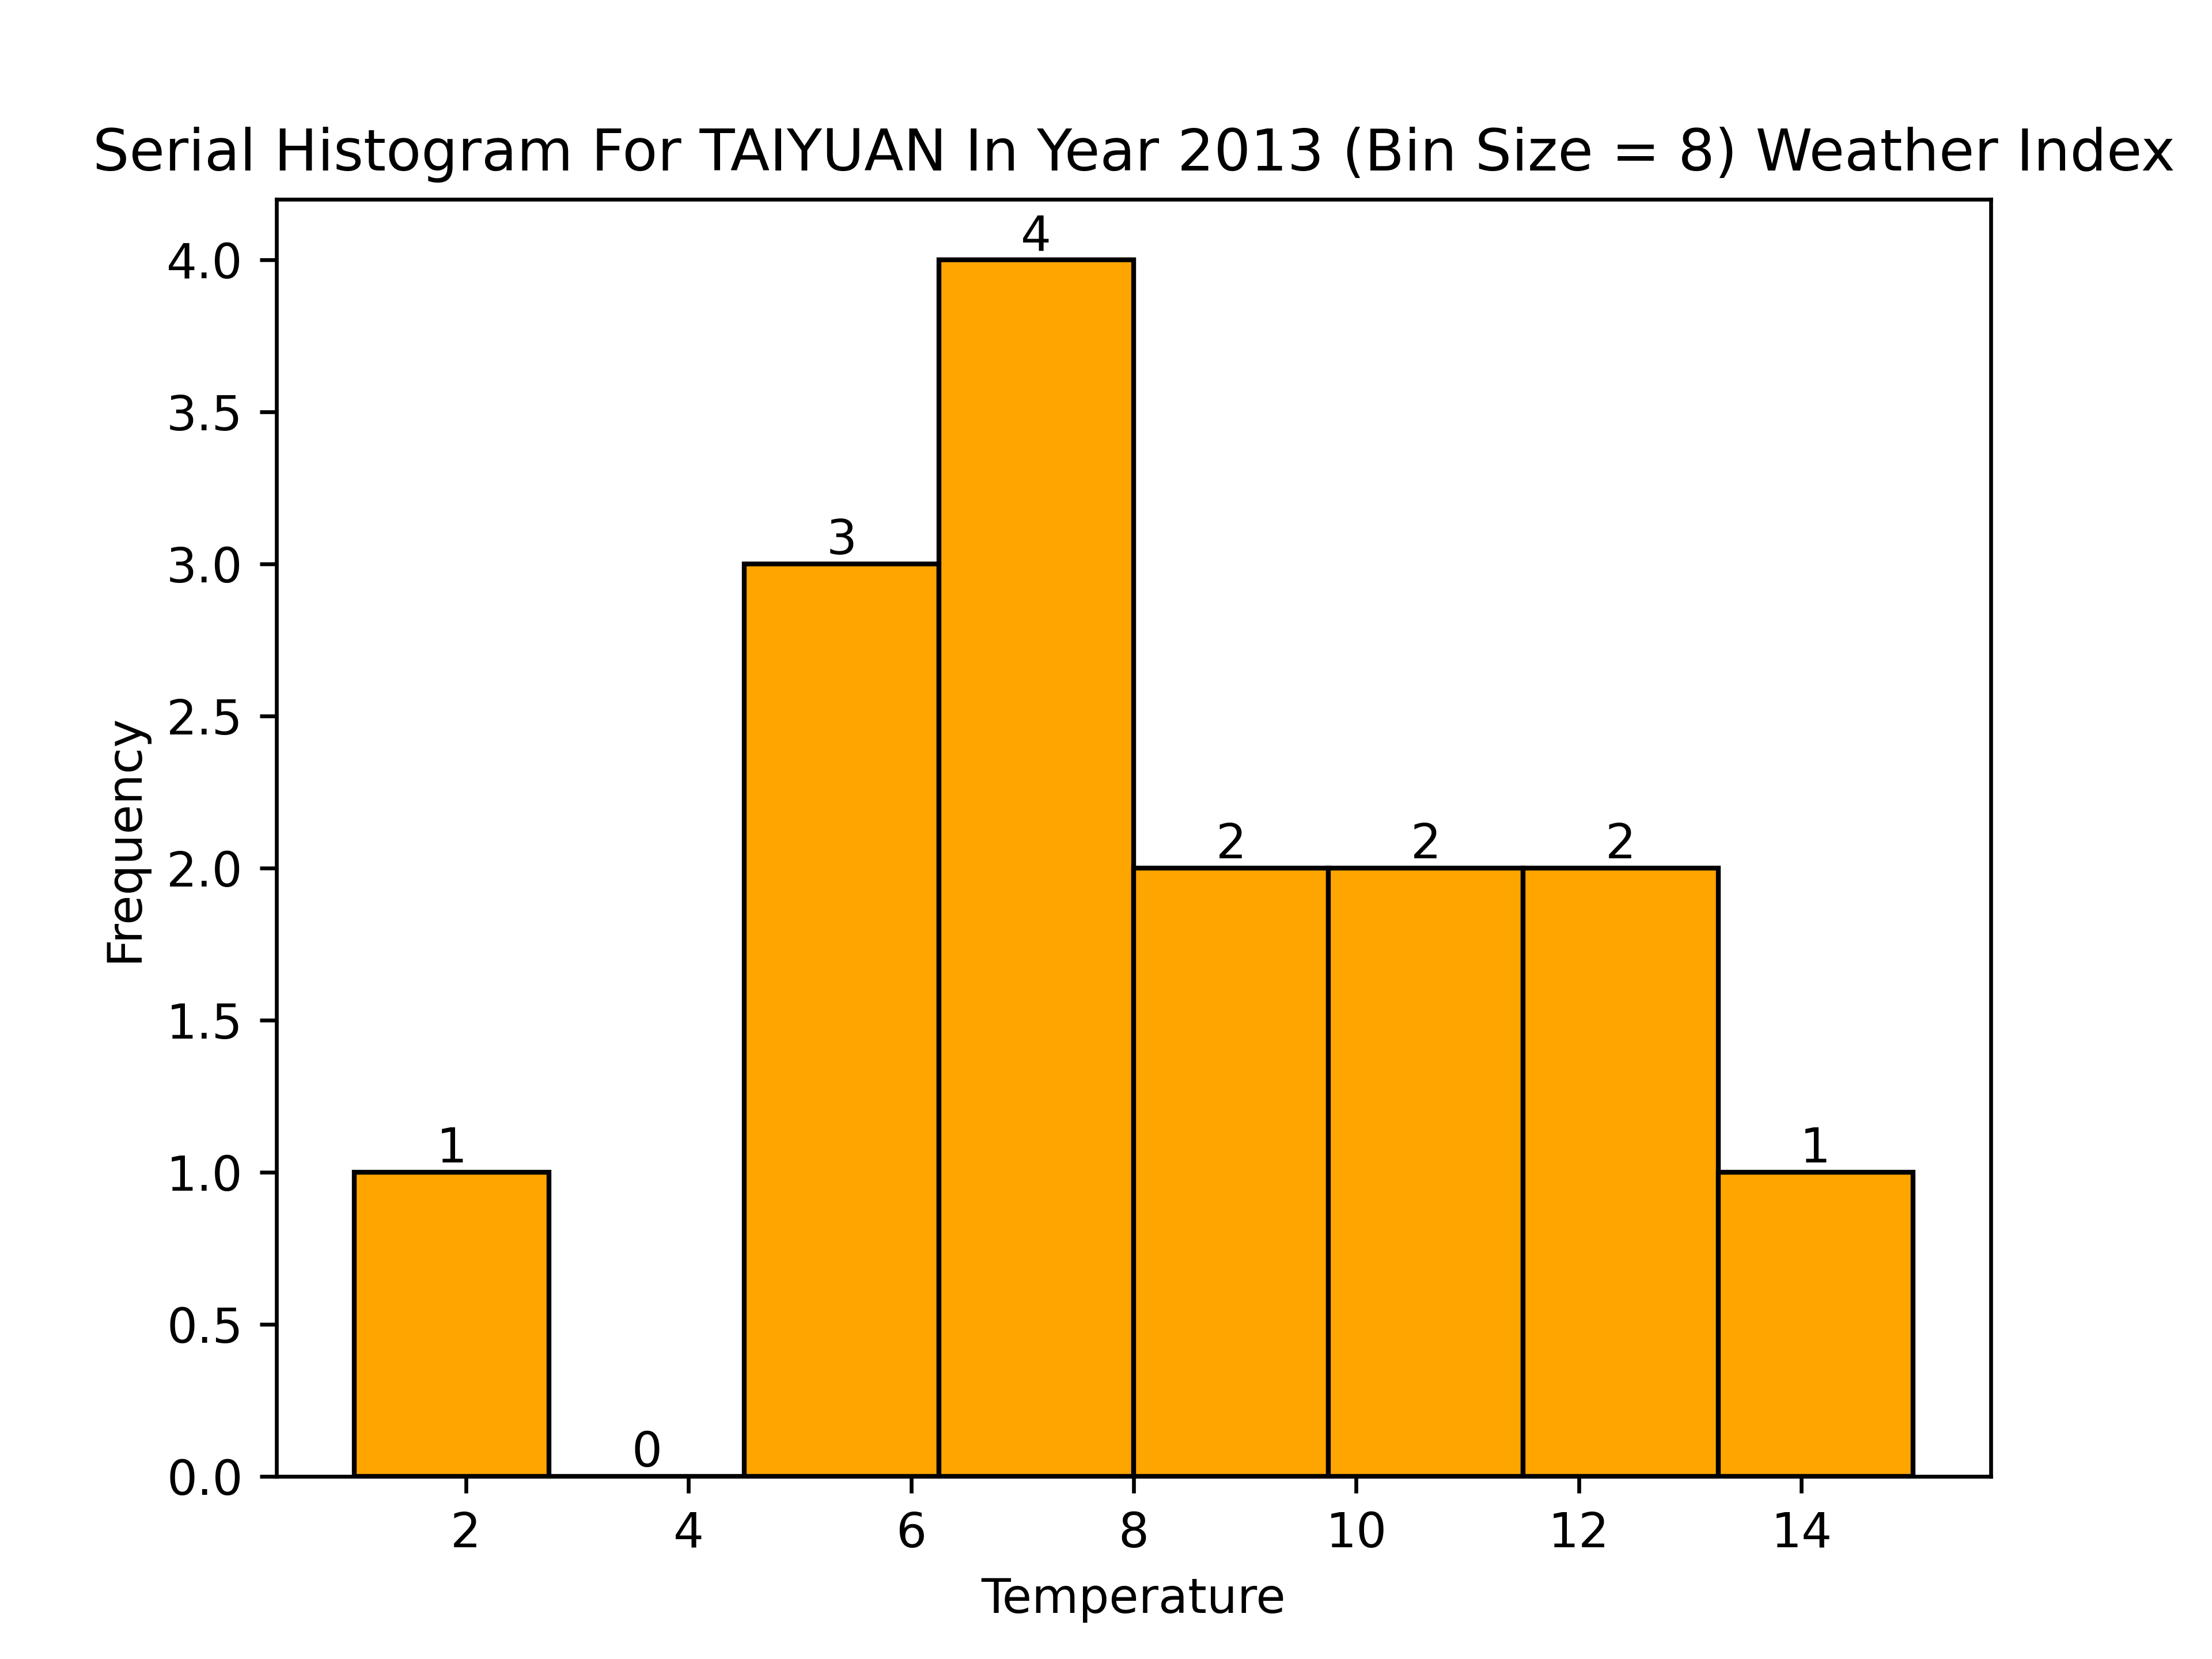 Serial Histogram For TAIYUAN In Year 2013 (Bin Size = 8) Weather Index
4
4.0
3.5
3
3.0
2.5
2 2 2
2.0
Frequency
1.5
1 1
1.0
0.5
0
0.0
2 4 6 8 10 12 14
Temperature